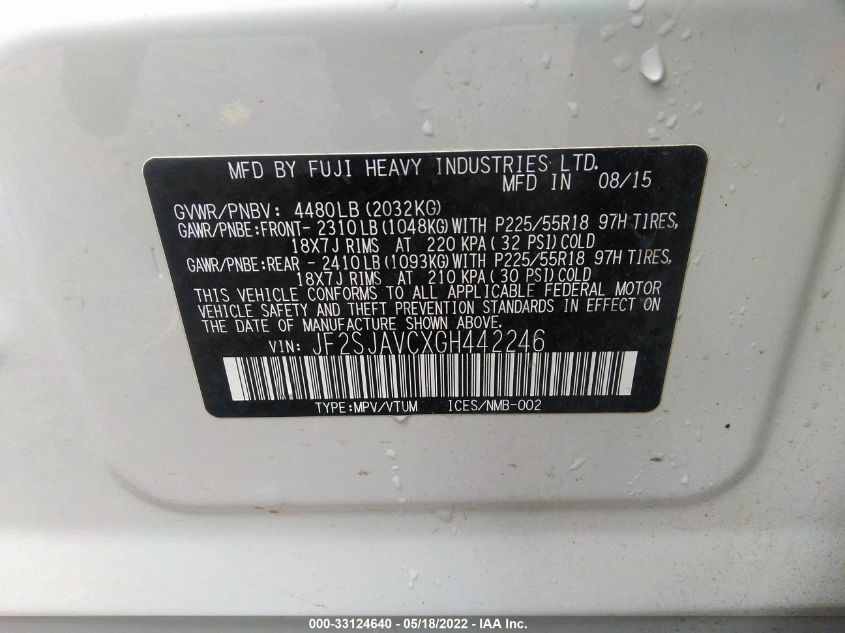 MFD BY FUJI HEAVY INDUSTRIES LTD.
MFD IN 08/15
GVWR/PNBV: 4480LB (2032KG)
GAWR/PNBE:FRONT- 2310LB (1048KG) WITH P225/55R18 97H TIRES,
18X7J RIMS AT 220 KPA (32 PSI) COLD
GAWR/PNBE:REAR - 2410LB (1093KG) WITH P225/55R18 97H TIRES,
18X7J RIMS AT 210 KPA (30 PSI) COLD
THIS VEHICLE CONFORMS TO ALL APPLICABLE FEDERAL MOTOR
VEHICLE SAFETY AND THEFT PREVENTION STANDARDS IN EFFECT ON
THE DATE OF MANUFACTURE SHOWN ABOVE.
VIN: JF2SJAVCXGH442246
TYPE:MPV/VTUM ICES/NMB-002
000-33124640 - 05/18/2022 - IAA Inc.